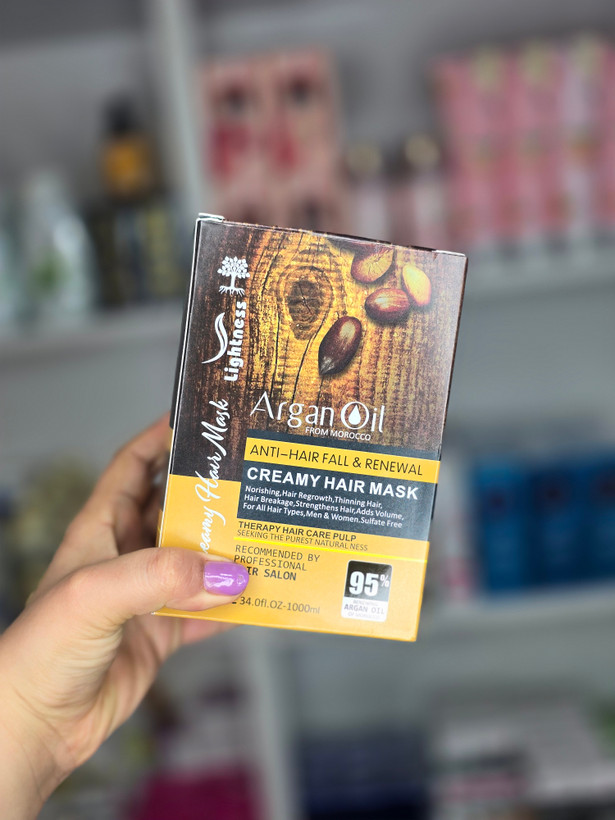 Lightness
Hair Mask
Argan Oil
FROM MOROCCO
ANTI-HAIR FALL & RENEWAL
CREAMY HAIR MASK
Norishing,Hair Regrowth,Thinning Hair,
Hair Breakage,Strengthens Hair,Adds Volume,
For All Hair Types,Men & Women.Sulfate Free
THERAPY HAIR CARE PULP
SEEKING THE PUREST NATURAL NESS
RECOMMENDED BY
PROFESSIONAL
SALON
34.0fl.OZ-1000ml
95%
ARGAN OIL